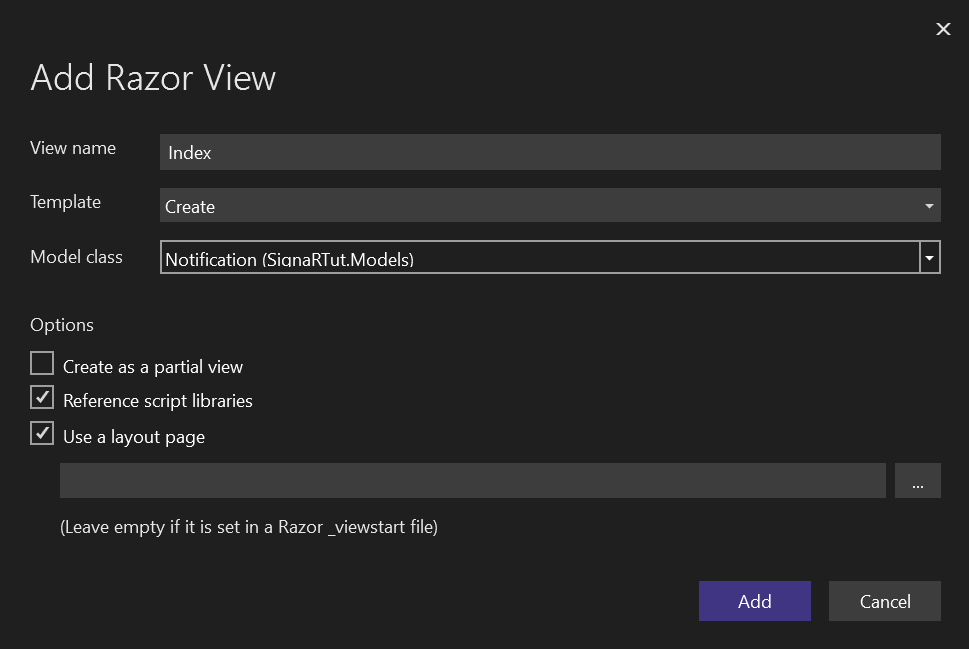 Add Razor View
View name
Index
Template
Create
Model class
Notification (SignaRTut.Models)
Options
Create as a partial view
Reference script libraries
Use a layout page
...
(Leave empty if it is set in a Razor _viewstart file)
Add
Cancel